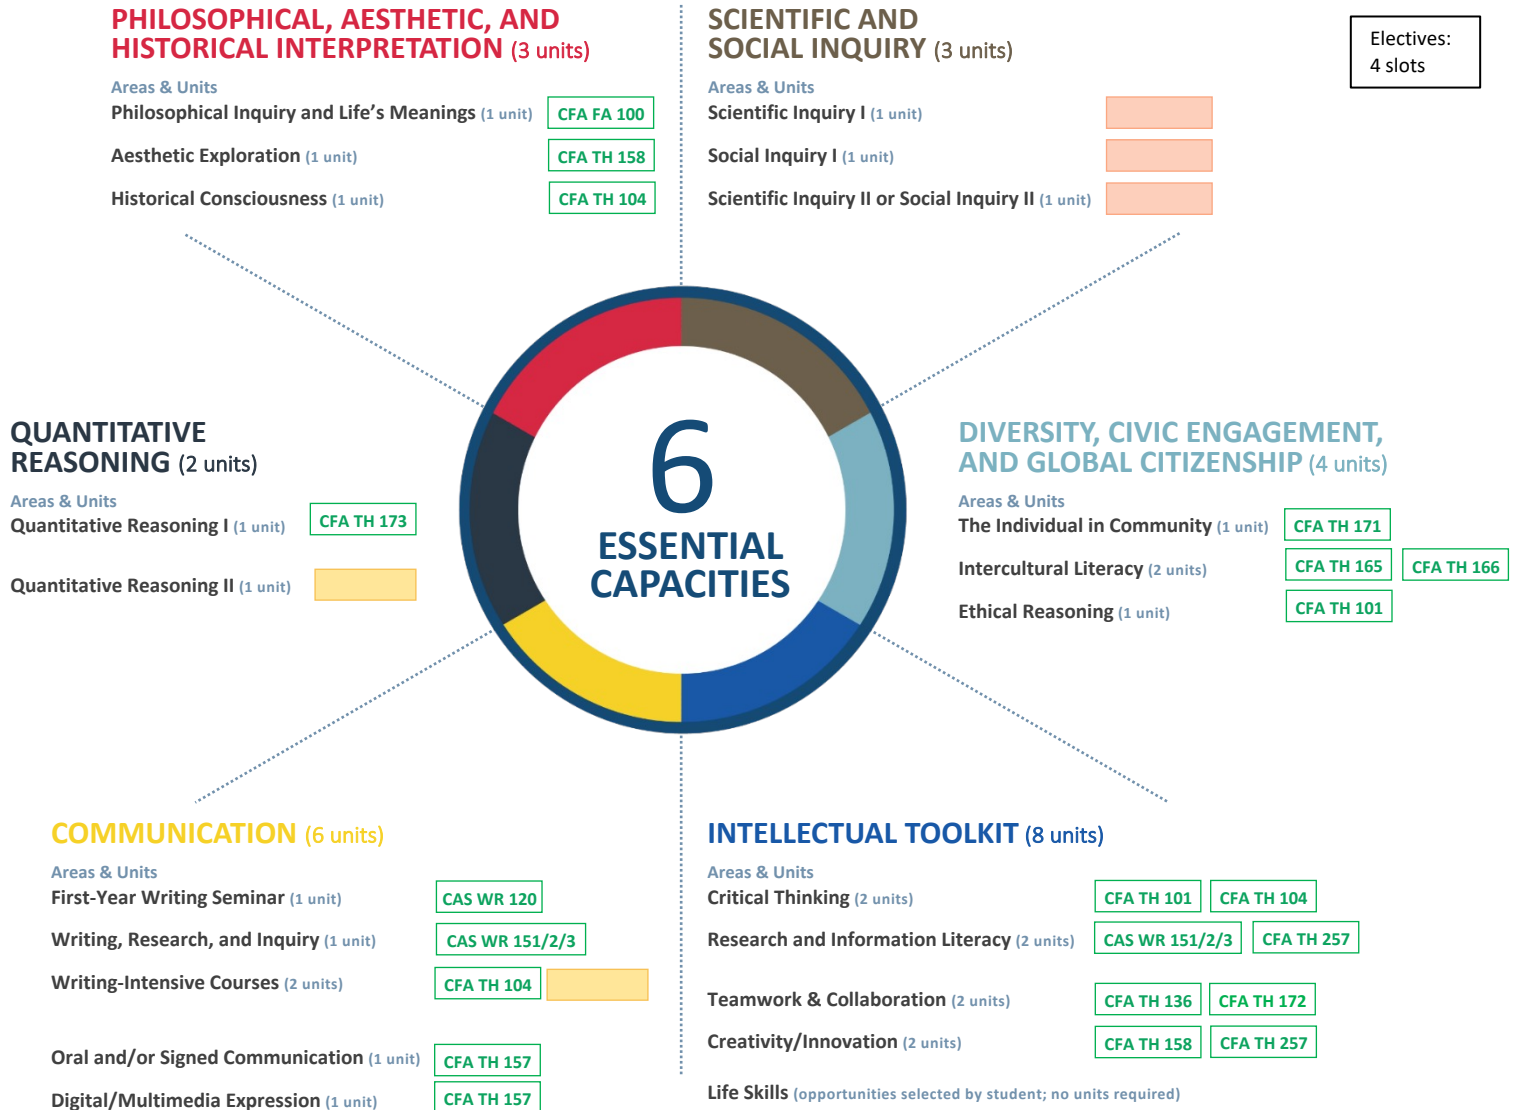 PHILOSOPHICAL, AESTHETIC, AND
HISTORICAL INTERPRETATION (3 units)
Areas & Units
Philosophical Inquiry and Life's Meanings (1 unit) CFA FA 100
Aesthetic Exploration (1 unit) CFA TH 158
Historical Consciousness (1 unit) CFA TH 104
SCIENTIFIC AND
SOCIAL INQUIRY (3 units)
Areas & Units
Scientific Inquiry I (1 unit)
Social Inquiry I (1 unit)
Scientific Inquiry II or Social Inquiry II (1 unit)
Electives:
4 slots
QUANTITATIVE
REASONING (2 units)
Areas & Units
Quantitative Reasoning I (1 unit) CFA TH 173
Quantitative Reasoning II (1 unit)
6
ESSENTIAL
CAPACITIES
DIVERSITY, CIVIC ENGAGEMENT,
AND GLOBAL CITIZENSHIP (4 units)
Areas & Units
The Individual in Community (1 unit) CFA TH 171
Intercultural Literacy (2 units) CFA TH 165 CFA TH 166
Ethical Reasoning (1 unit) CFA TH 101
COMMUNICATION (6 units)
Areas & Units
First-Year Writing Seminar (1 unit) CAS WR 120
Writing, Research, and Inquiry (1 unit) CAS WR 151/2/3
Writing-Intensive Courses (2 units) CFA TH 104
Oral and/or Signed Communication (1 unit) CFA TH 157
Digital/Multimedia Expression (1 unit) CFA TH 157
INTELLECTUAL TOOLKIT (8 units)
Areas & Units
Critical Thinking (2 units) CFA TH 101 CFA TH 104
Research and Information Literacy (2 units) CAS WR 151/2/3 CFA TH 257
Teamwork & Collaboration (2 units) CFA TH 136 CFA TH 172
Creativity/Innovation (2 units) CFA TH 158 CFA TH 257
Life Skills (opportunities selected by student; no units required)